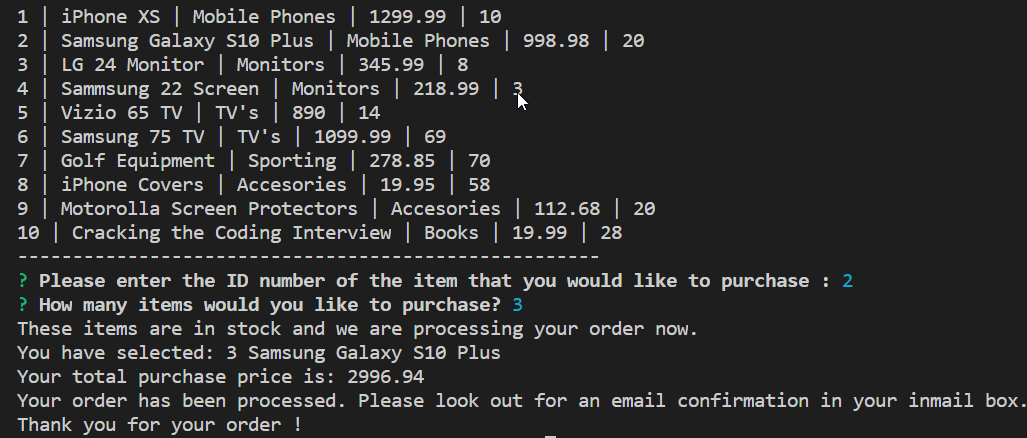 1 | iPhone XS | Mobile Phones | 1299.99 | 10
2 | Samsung Galaxy S10 Plus | Mobile Phones | 998.98 | 20
3 | LG 24 Monitor | Monitors | 345.99 | 8
4 | Sammsung 22 Screen | Monitors | 218.99 | 3
5 | Vizio 65 TV | TV's | 890 | 14
6 | Samsung 75 TV | TV's | 1099.99 | 69
7 | Golf Equipment | Sporting | 278.85 | 70
8 | iPhone Covers | Accesories | 19.95 | 58
9 | Motorolla Screen Protectors | Accesories | 112.68 | 20
10 | Cracking the Coding Interview | Books | 19.99 | 28
-----------------------------------------------------
? Please enter the ID number of the item that you would like to purchase : 2
? How many items would you like to purchase? 3
These items are in stock and we are processing your order now.
You have selected: 3 Samsung Galaxy S10 Plus
Your total purchase price is: 2996.94
Your order has been processed. Please look out for an email confirmation in your inmail box.
Thank you for your order !